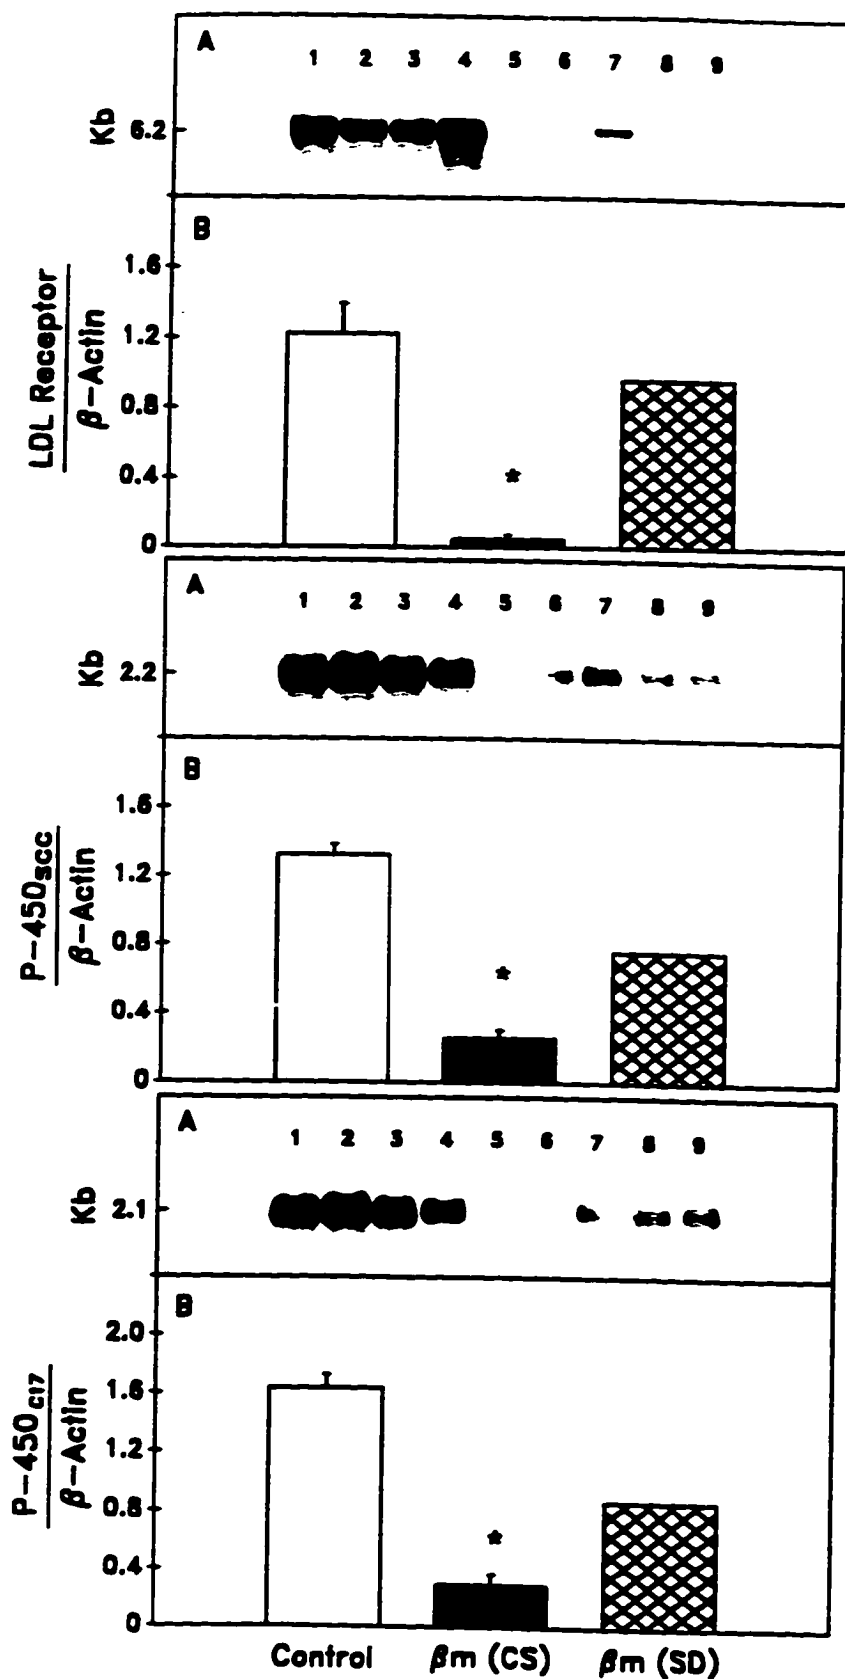 A
1 2 3 4 5 6 7 8 9
Kb 6.2
B
LDL Receptor
β-Actin
1.6
1.2
0.8
0.4
0
*
A
1 2 3 4 5 6 7 8 9
Kb 2.2
B
P-450SCC
β-Actin
1.6
1.2
0.8
0.4
0
*
A
1 2 3 4 5 6 7 8 9
Kb 2.1
B
P-450C17
β-Actin
2.0
1.6
1.2
0.8
0.4
0
*
Control βm (CS) βm (SD)